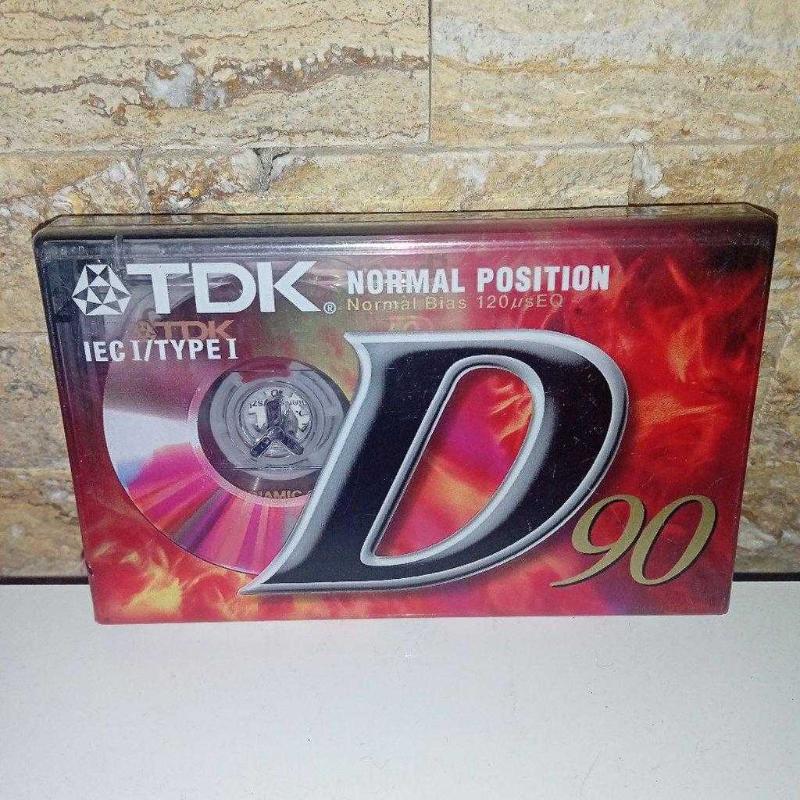 TDK®
NORMAL POSITION
Normal Bias 120μsEQ
TDK
IEC I/TYPE I
D
90